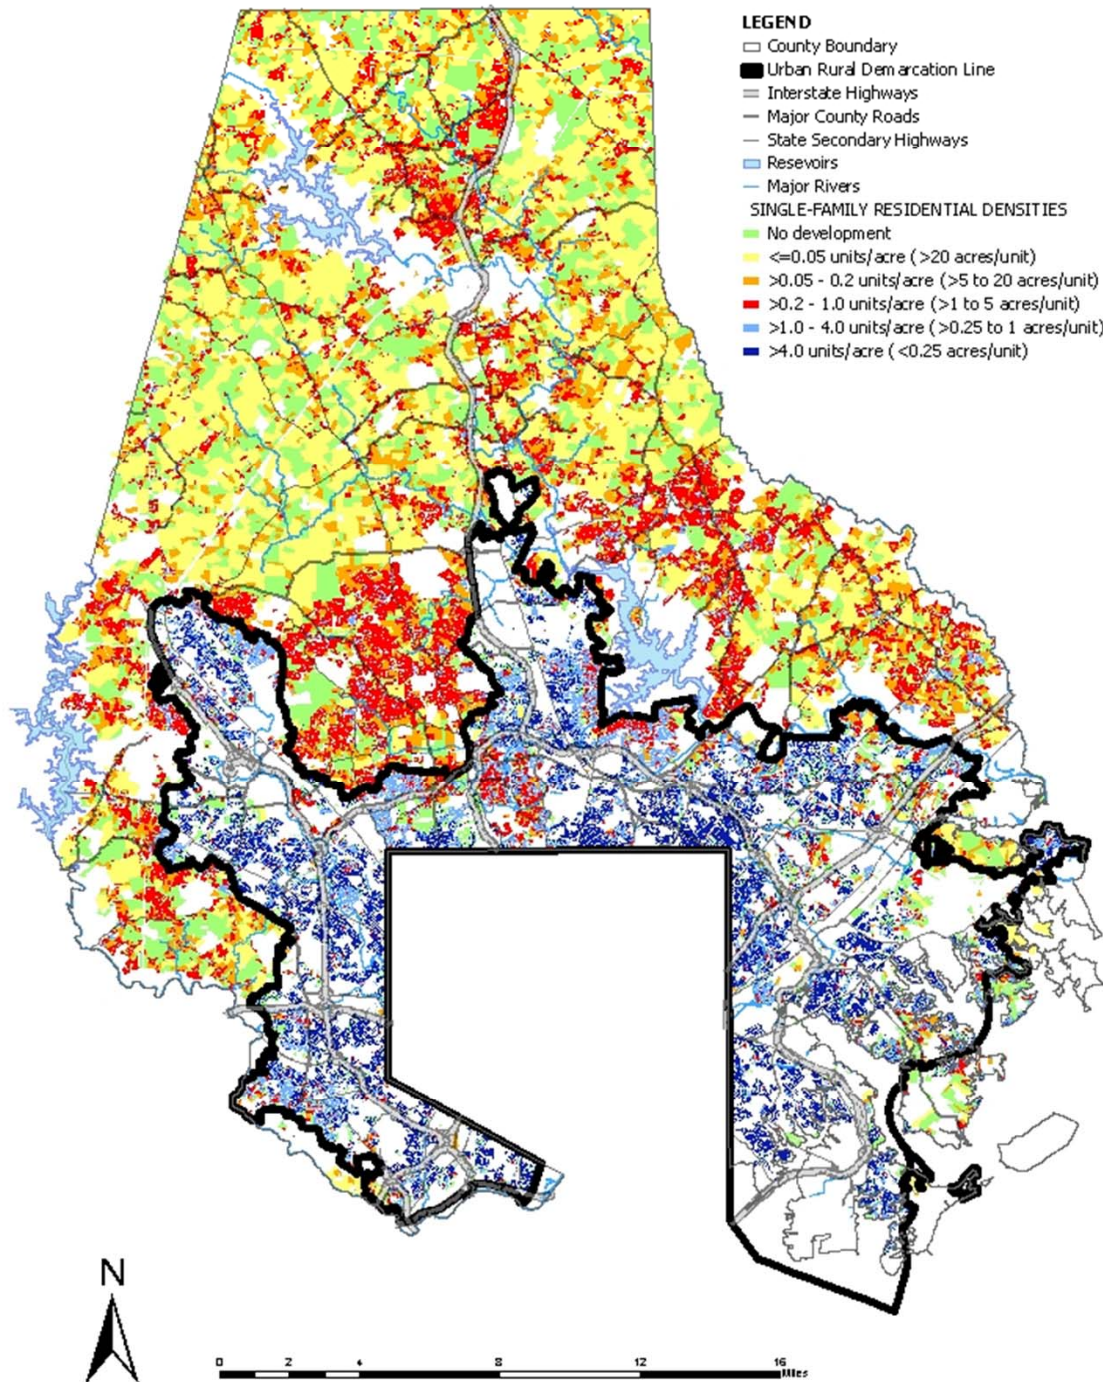 LEGEND
County Boundary
Urban Rural Demarcation Line
Interstate Highways
Major County Roads
State Secondary Highways
Resevoirs
Major Rivers
SINGLE-FAMILY RESIDENTIAL DENSITIES
No development
<=0.05 units/acre (>20 acres/unit)
>0.05 - 0.2 units/acre (>5 to 20 acres/unit)
>0.2 - 1.0 units/acre (>1 to 5 acres/unit)
>1.0 - 4.0 units/acre (>0.25 to 1 acres/unit)
>4.0 units/acre (<0.25 acres/unit)
N
0 2 4 8 12 16
Miles